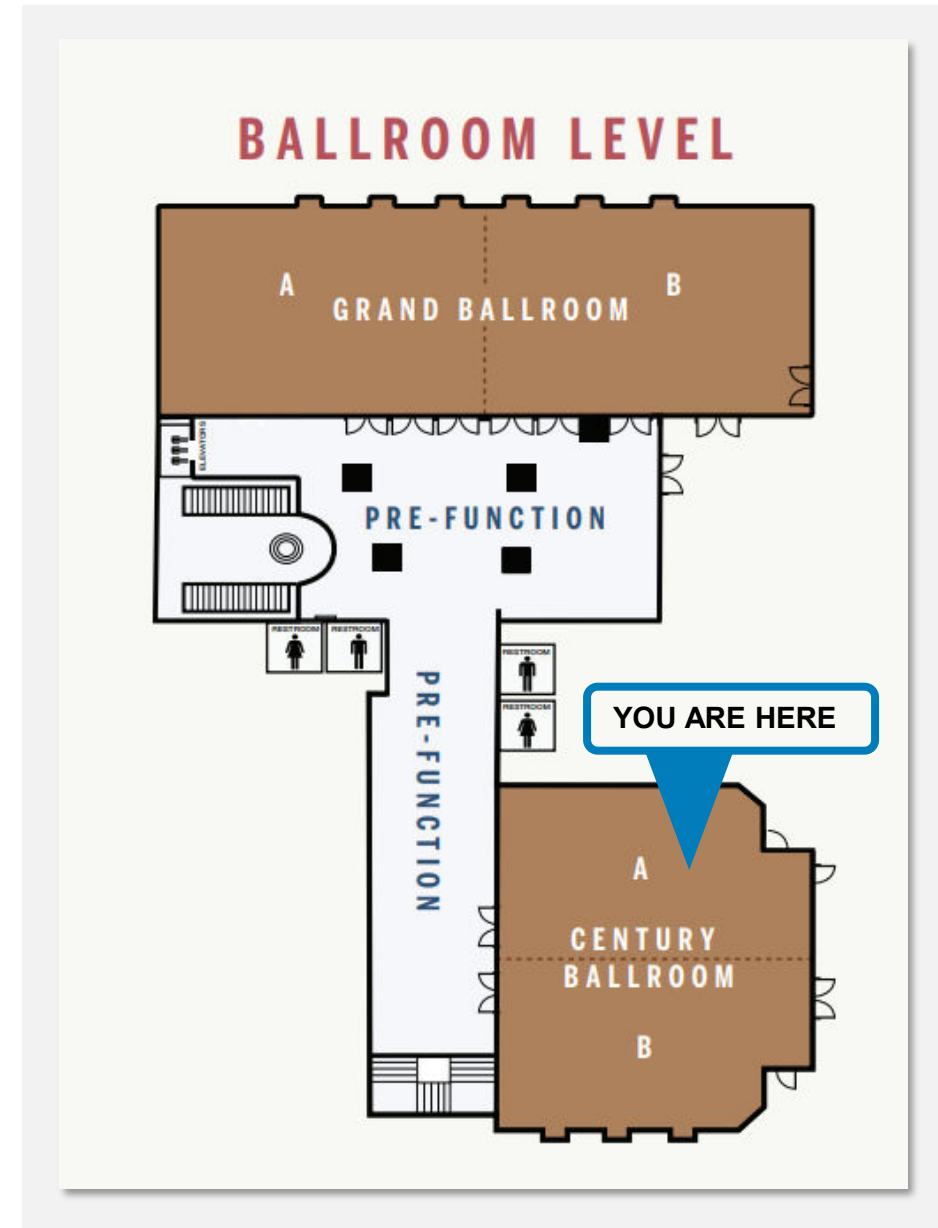 BALLROOM LEVEL
A
B
GRAND BALLROOM
ELEVATORS
PRE-FUNCTION
RESTROOM
RESTROOM
RESTROOM
RESTROOM
PRE-FUNCTION
YOU ARE HERE
A
CENTURY
BALLROOM
B